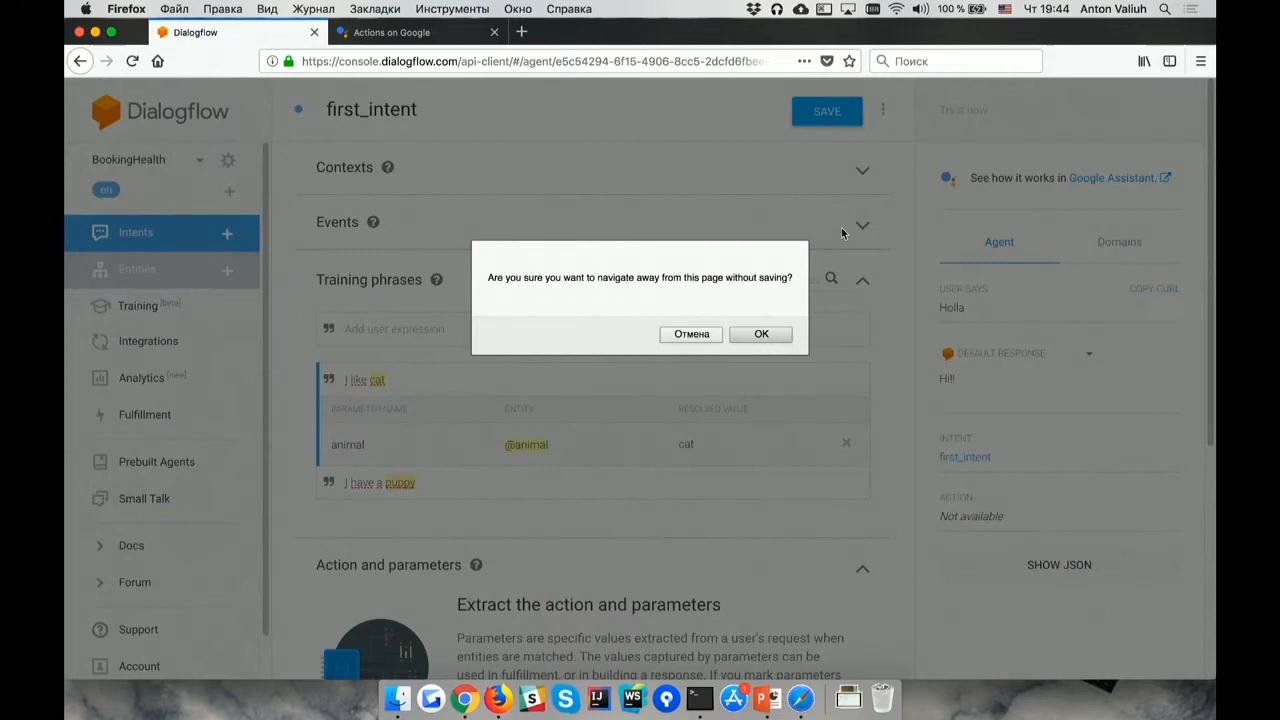 Firefox Файл Правка Вид Журнал Закладки Инструменты Окно Справка 100 % Чт 19:44 Anton Valiuh
Dialogflow Actions on Google
https://console.dialogflow.com/api-client/#/agent/e5c54294-6f15-4906-8cc5-2dcfd6fbee Поиск
Dialogflow first_intent SAVE Try it now
BookingHealth
en
Intents
Entities
Training [beta]
Integrations
Analytics [new]
Fulfillment
Prebuilt Agents
Small Talk
Docs
Forum
Support
Account
Contexts
Events
Training phrases
Add user expression
I like cat
PARAMETER NAME ENTITY RESOLVED VALUE
animal @animal cat
I have a puppy
Action and parameters
Extract the action and parameters
Parameters are specific values extracted from a user's request when
entities are matched. The values captured by parameters can be
used in fulfillment, or in building a response. If you mark parameters
Are you sure you want to navigate away from this page without saving?
Отмена OK
See how it works in Google Assistant.
Agent Domains
USER SAYS COPY CURL
Holla
DEFAULT RESPONSE
Hi!!
INTENT
first_intent
ACTION
Not available
SHOW JSON